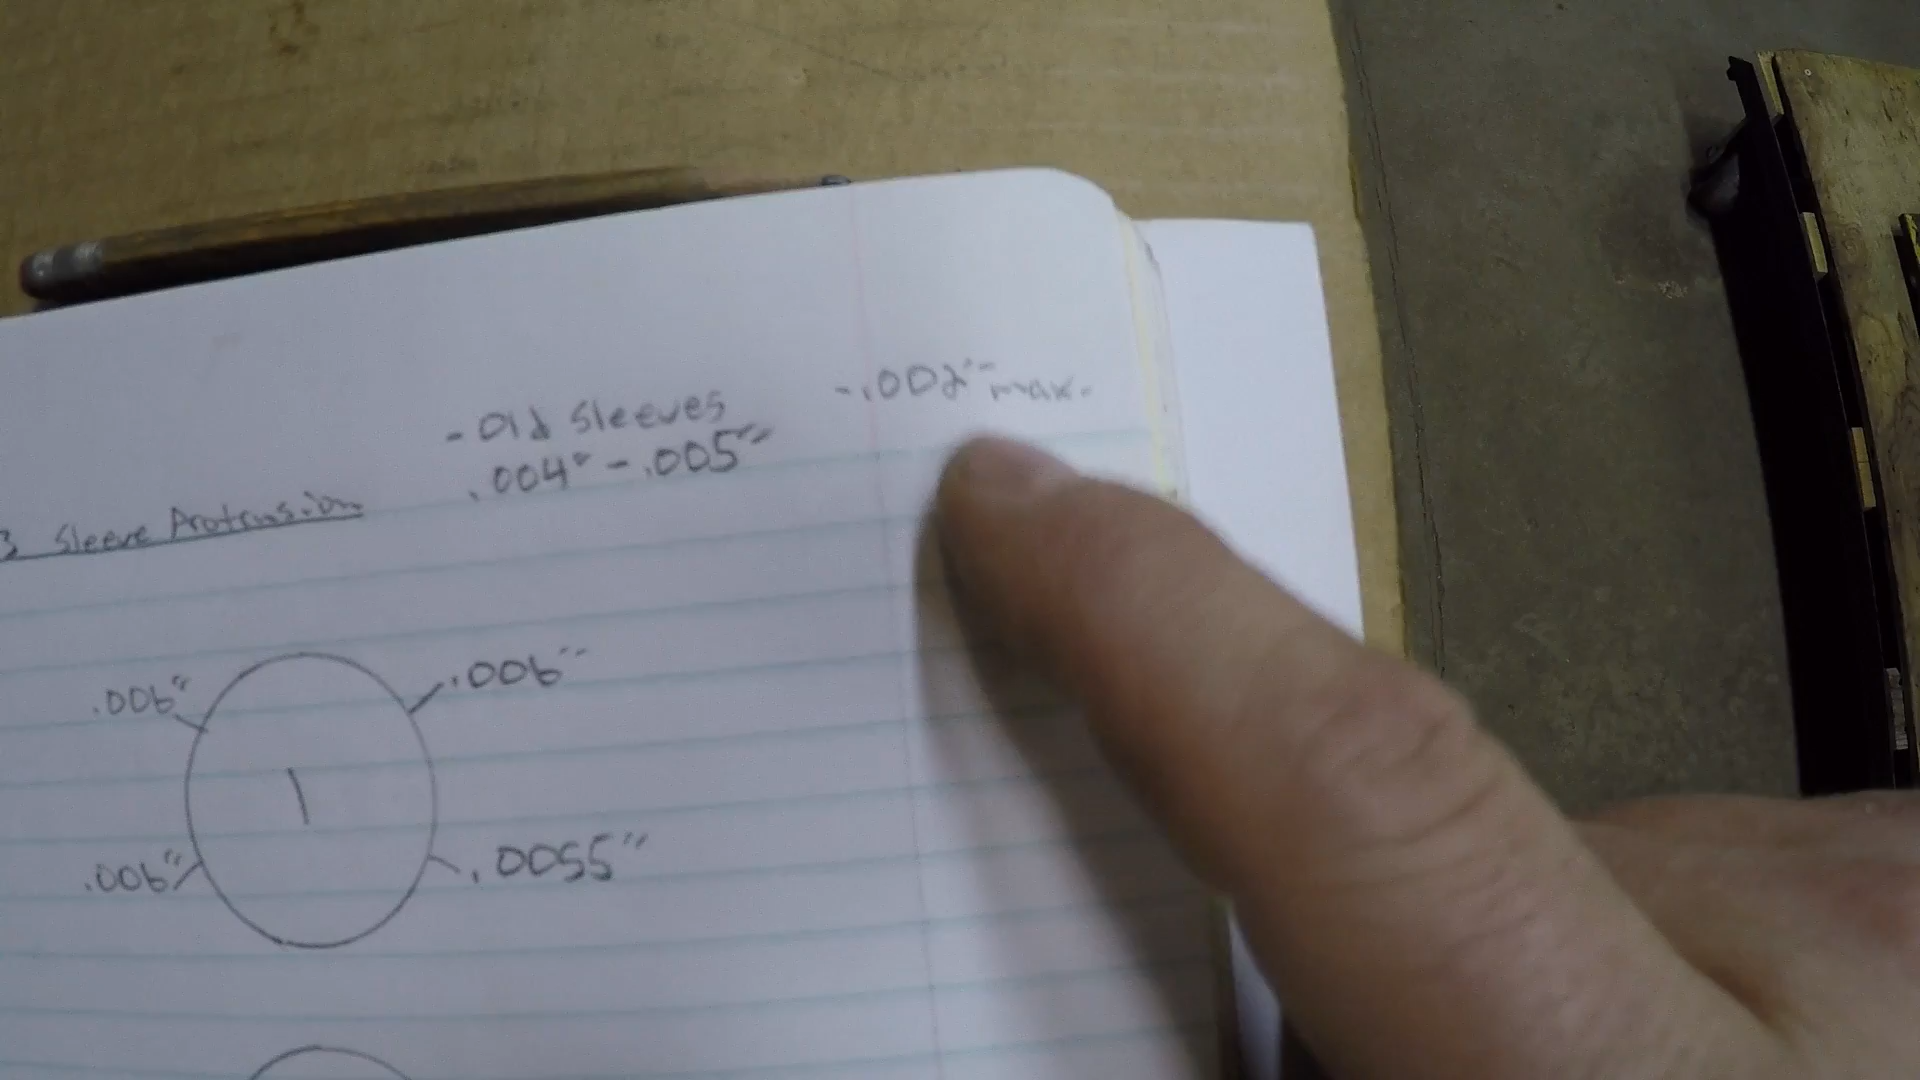 - Old Sleeves
.004" - .005"
- .002" max.
3 Sleeve Protrusion
.006" .006"
1
.006" .0055"